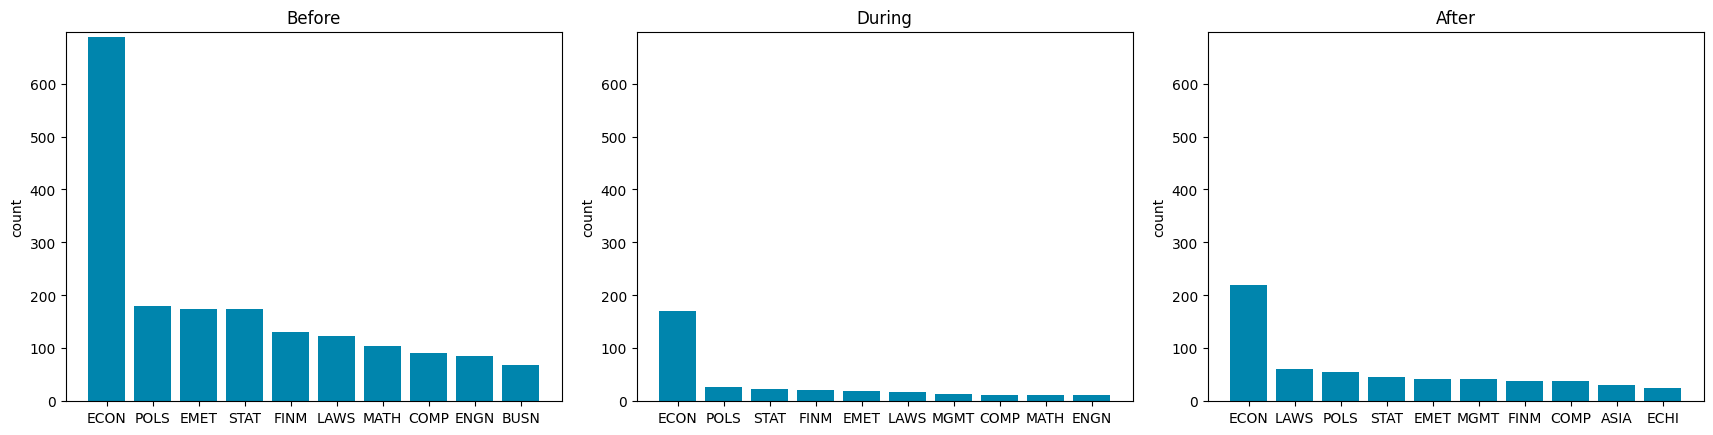 Before
count
600
500
400
300
200
100
0
ECON POLS EMET STAT FINM LAWS MATH COMP ENGN BUSN
During
count
600
500
400
300
200
100
0
ECON POLS STAT FINM EMET LAWS MGMT COMP MATH ENGN
After
count
600
500
400
300
200
100
0
ECON LAWS POLS STAT EMET MGMT FINM COMP ASIA ECHI